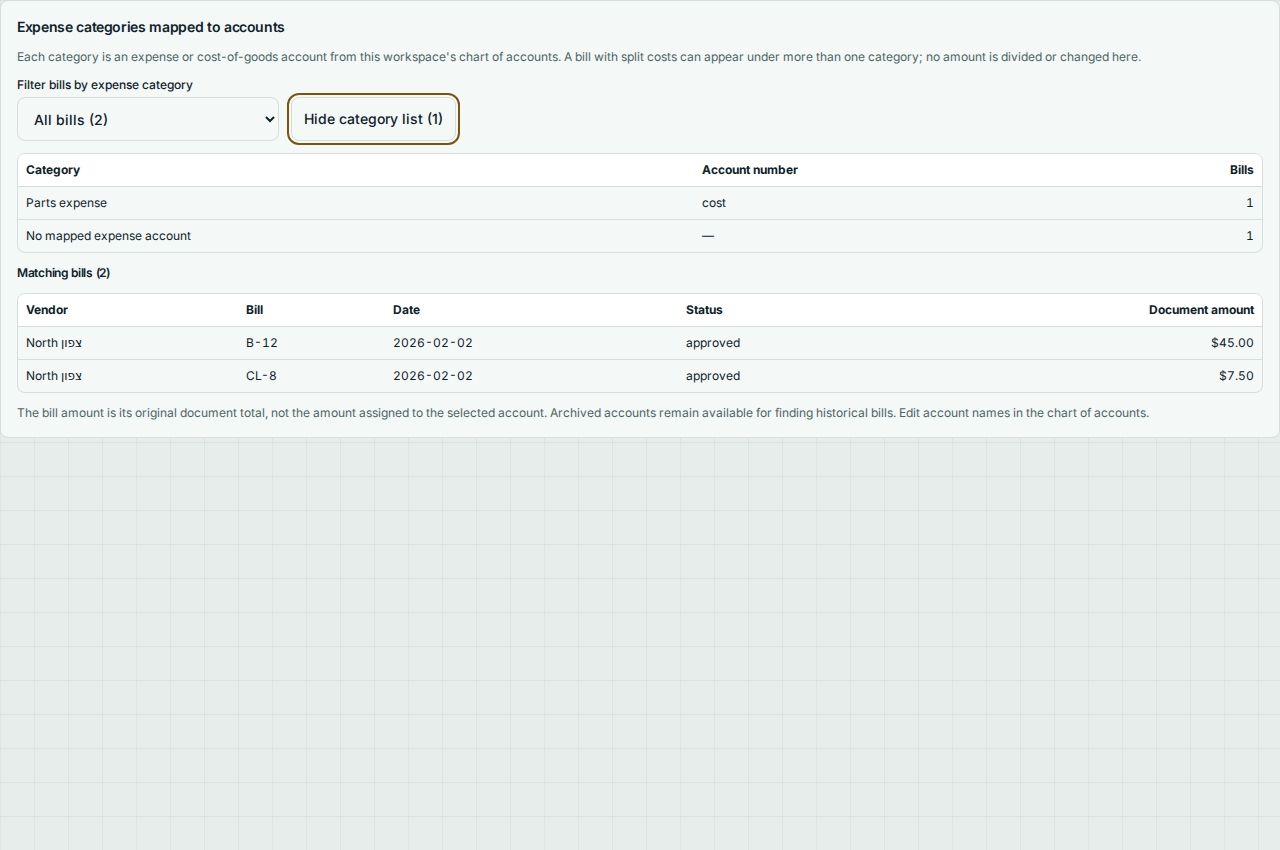 Expense categories mapped to accounts
Each category is an expense or cost-of-goods account from this workspace's chart of accounts. A bill with split costs can appear under more than one category; no amount is divided or changed here.
Filter bills by expense category
All bills (2) Hide category list (1)
Category Account number Bills
Parts expense cost 1
No mapped expense account — 1
Matching bills (2)
Vendor Bill Date Status Document amount
North צפון B-12 2026-02-02 approved $45.00
North צפון CL-8 2026-02-02 approved $7.50
The bill amount is its original document total, not the amount assigned to the selected account. Archived accounts remain available for finding historical bills. Edit account names in the chart of accounts.